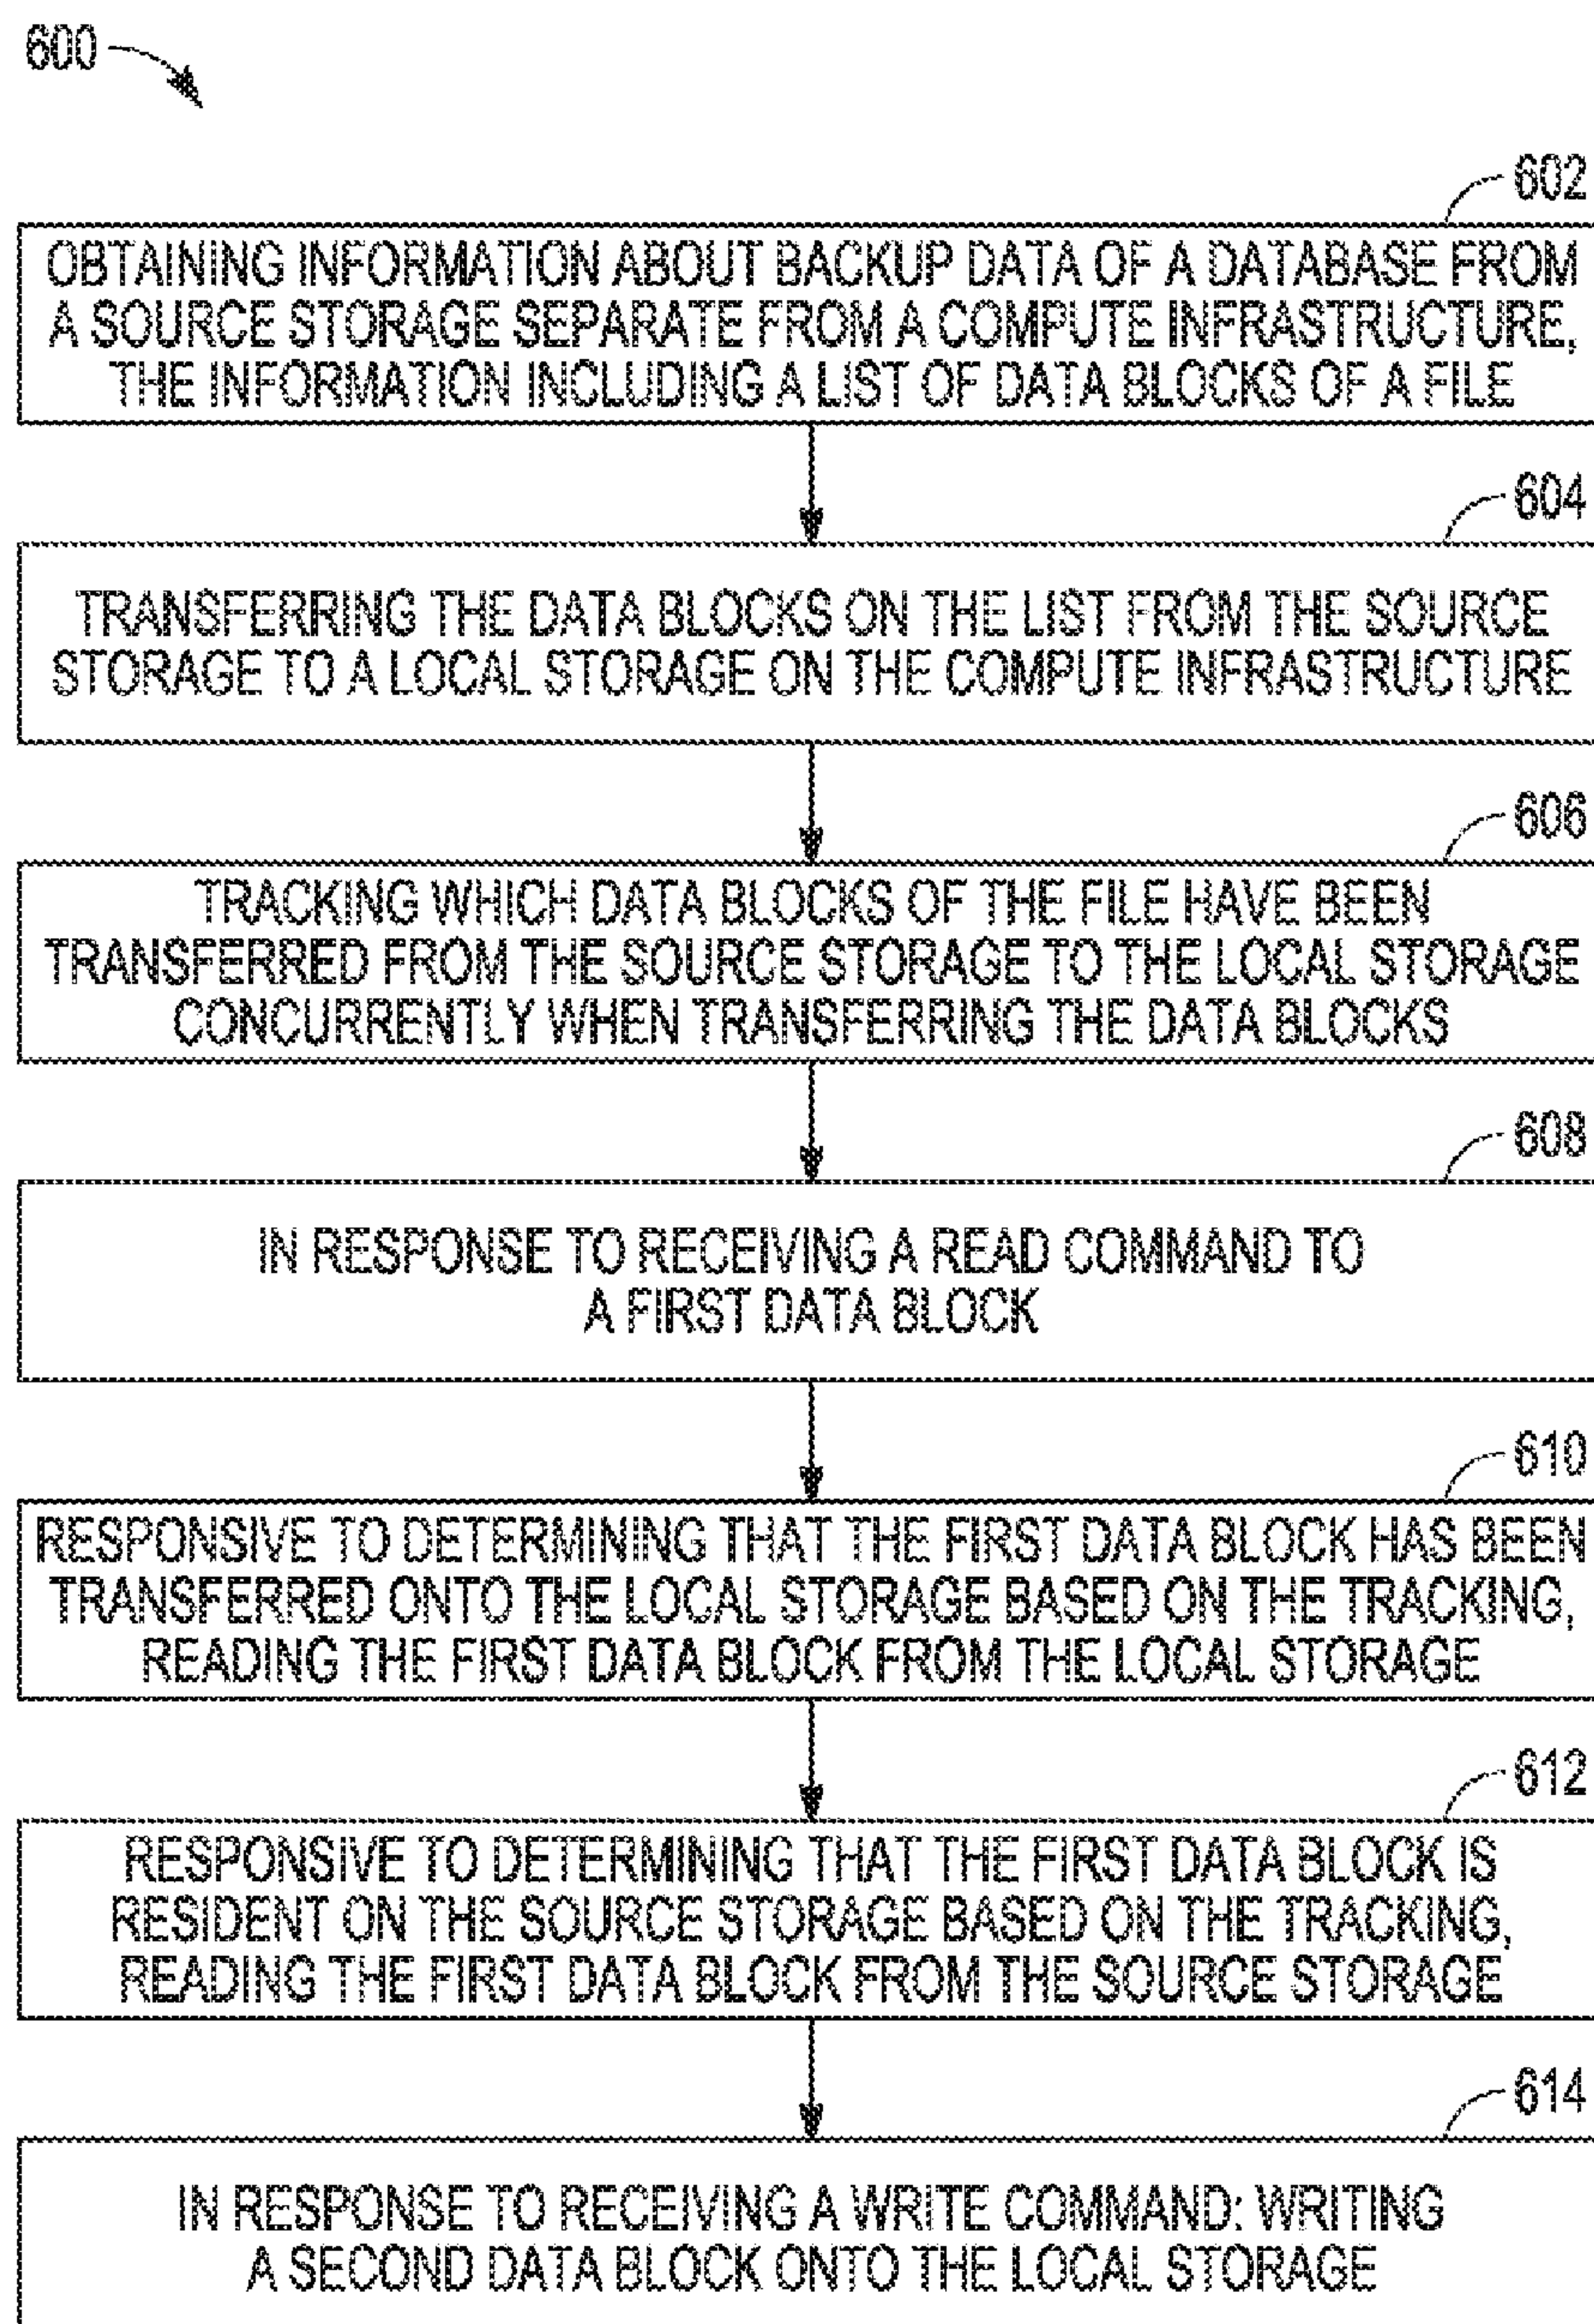 600
602
OBTAINING INFORMATION ABOUT BACKUP DATA OF A DATABASE FROM
A SOURCE STORAGE SEPARATE FROM A COMPUTE INFRASTRUCTURE,
THE INFORMATION INCLUDING A LIST OF DATA BLOCKS OF A FILE
604
TRANSFERRING THE DATA BLOCKS ON THE LIST FROM THE SOURCE
STORAGE TO A LOCAL STORAGE ON THE COMPUTE INFRASTRUCTURE
606
TRACKING WHICH DATA BLOCKS OF THE FILE HAVE BEEN
TRANSFERRED FROM THE SOURCE STORAGE TO THE LOCAL STORAGE
CONCURRENTLY WHEN TRANSFERRING THE DATA BLOCKS
608
IN RESPONSE TO RECEIVING A READ COMMAND TO
A FIRST DATA BLOCK
610
RESPONSIVE TO DETERMINING THAT THE FIRST DATA BLOCK HAS BEEN
TRANSFERRED ONTO THE LOCAL STORAGE BASED ON THE TRACKING,
READING THE FIRST DATA BLOCK FROM THE LOCAL STORAGE
612
RESPONSIVE TO DETERMINING THAT THE FIRST DATA BLOCK IS
RESIDENT ON THE SOURCE STORAGE BASED ON THE TRACKING,
READING THE FIRST DATA BLOCK FROM THE SOURCE STORAGE
614
IN RESPONSE TO RECEIVING A WRITE COMMAND: WRITING
A SECOND DATA BLOCK ONTO THE LOCAL STORAGE